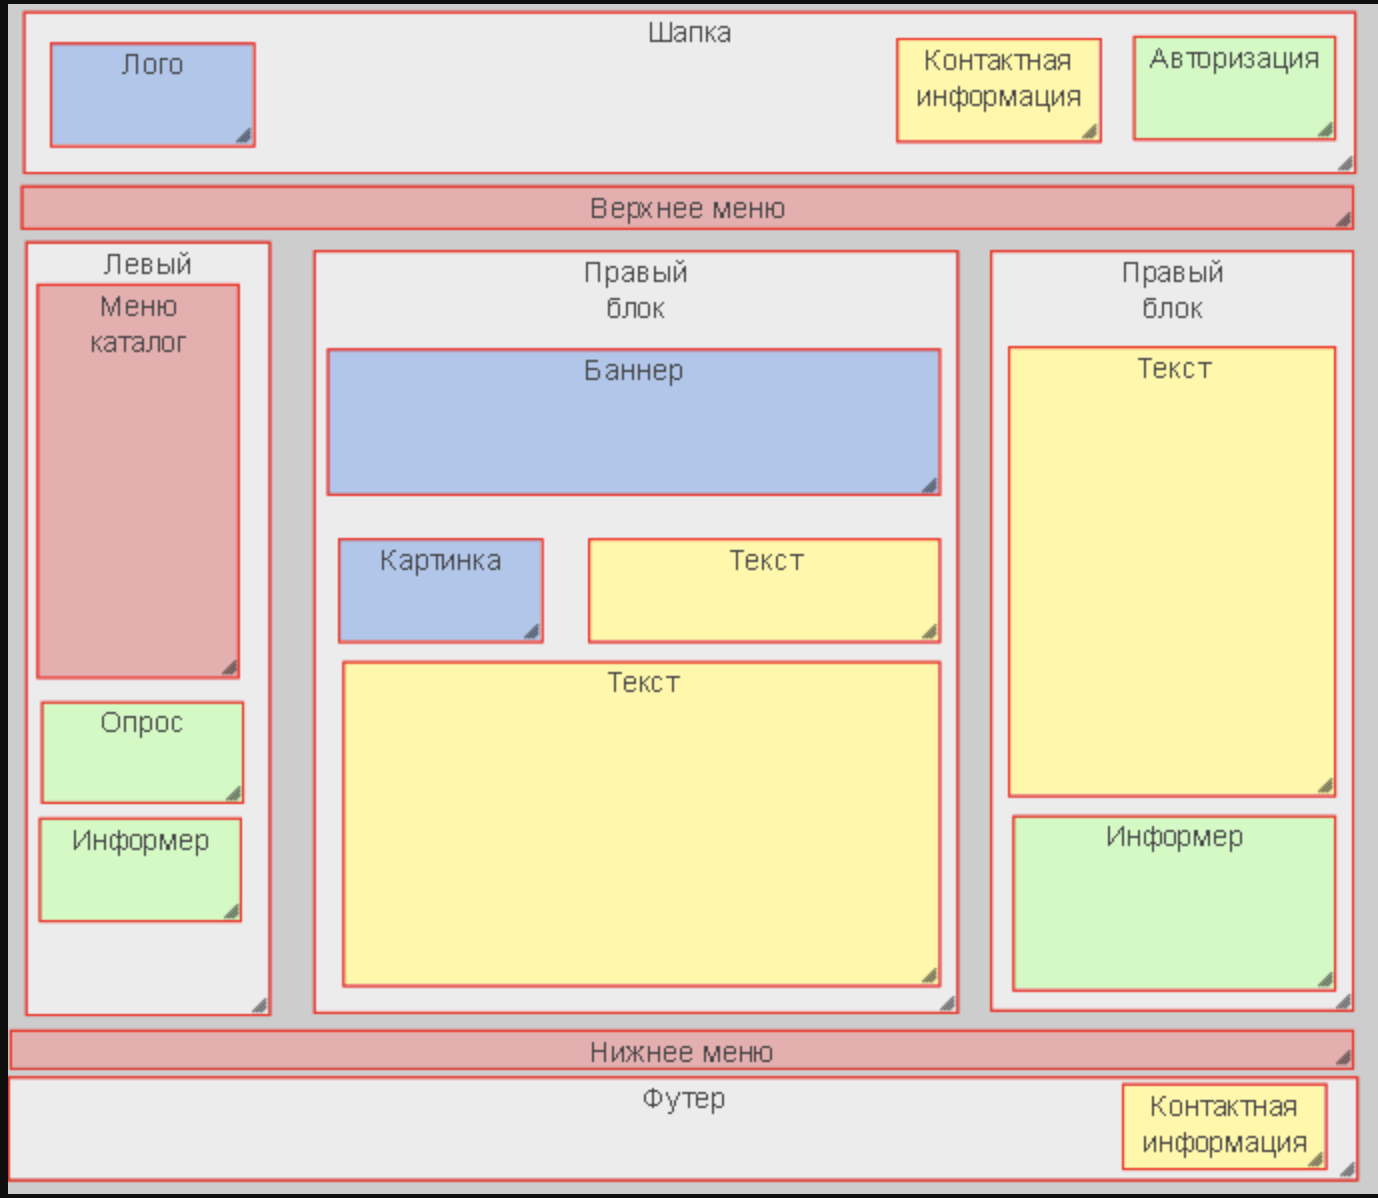 Шапка
Лого
Контактная
информация
Авторизация
Верхнее меню
Левый
Меню
каталог
Опрос
Информер
Правый
блок
Баннер
Картинка
Текст
Текст
Правый
блок
Текст
Информер
Нижнее меню
Футер
Контактная
информация